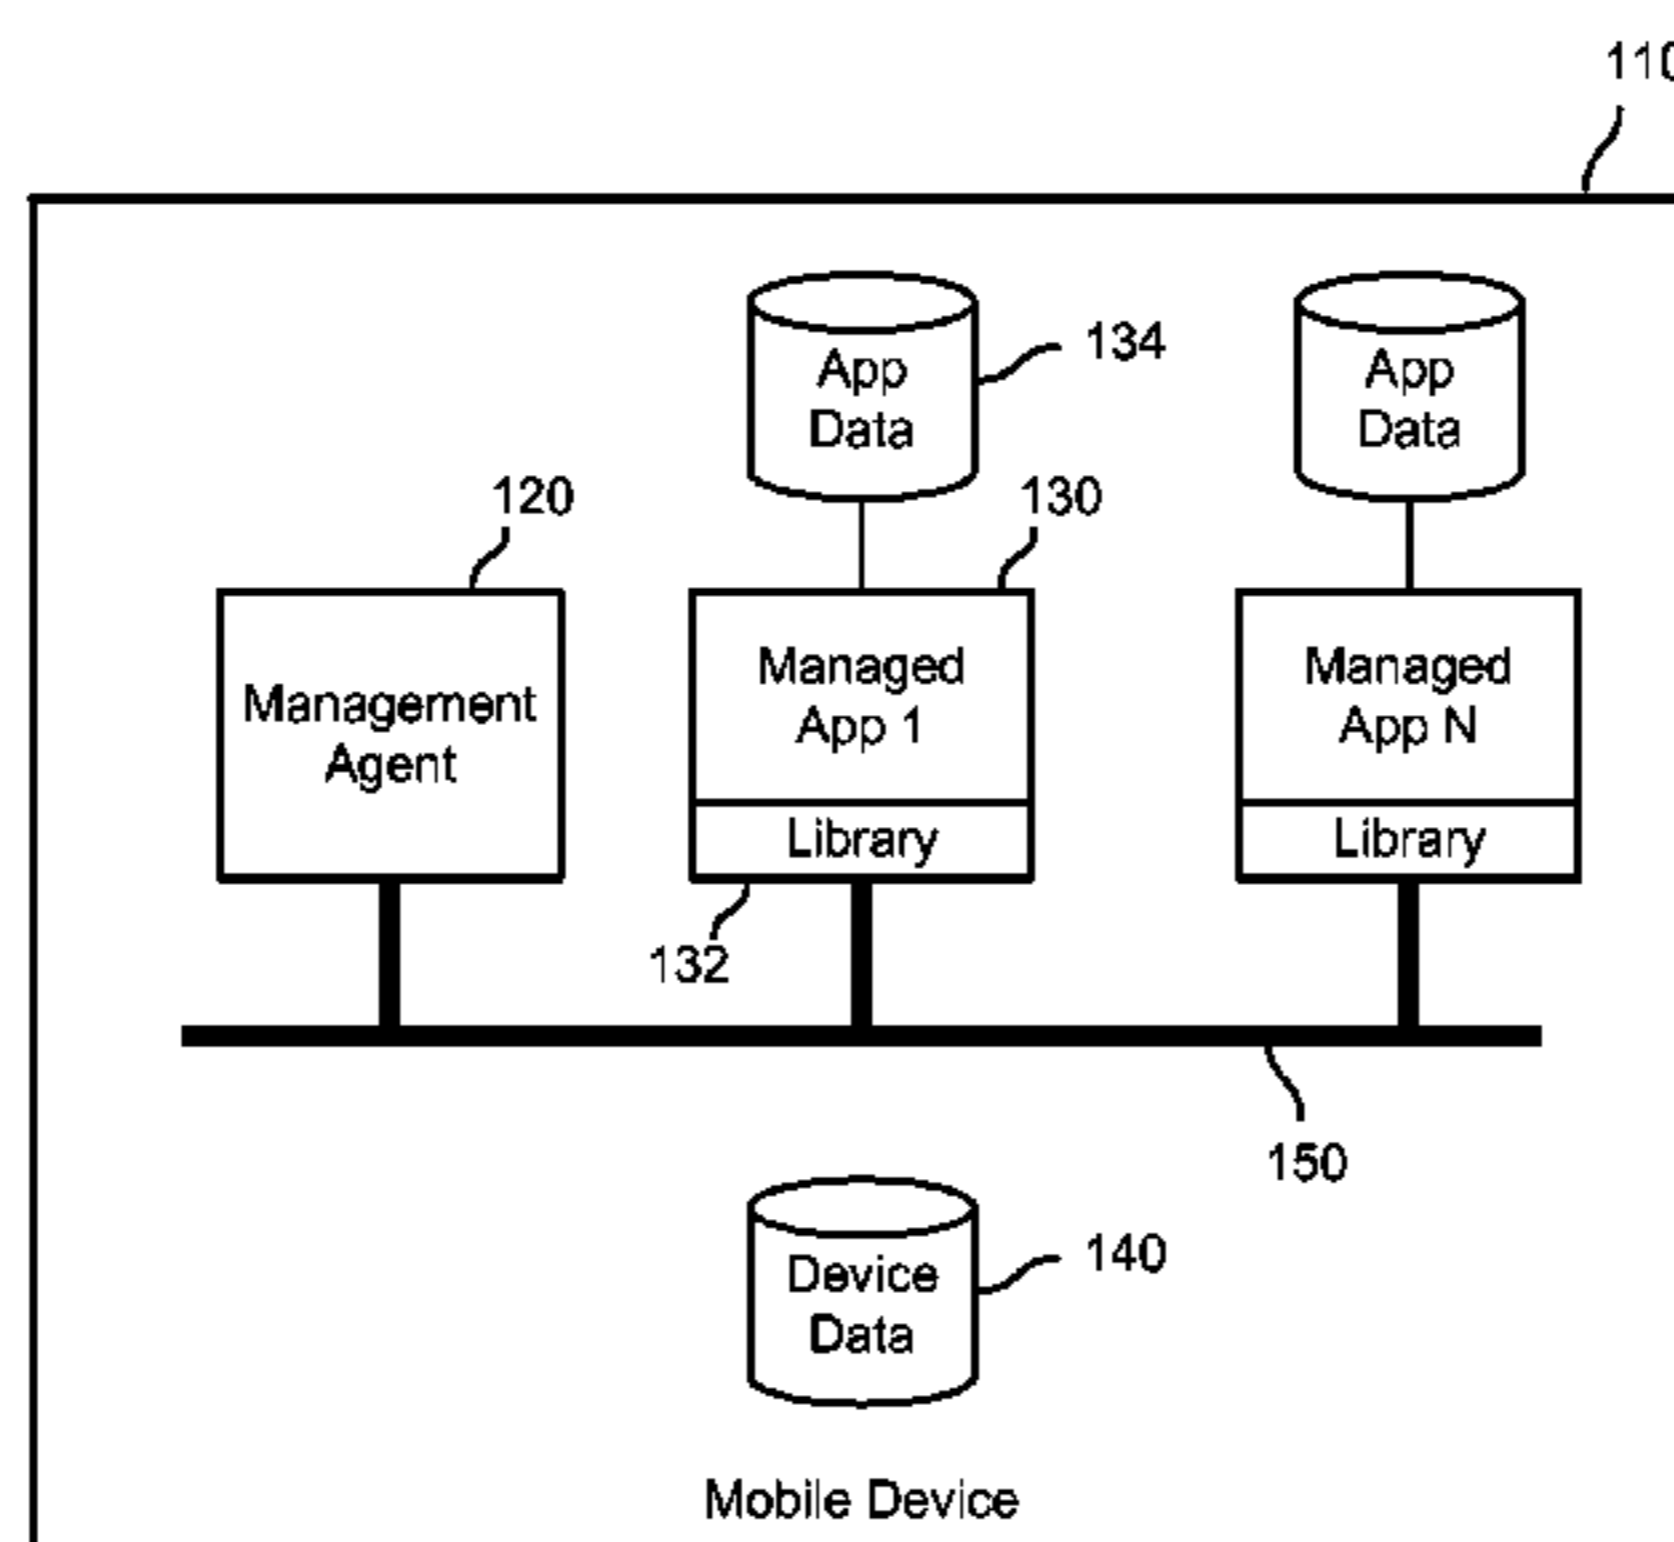 110
App
Data
134
App
Data
120
130
Management
Agent
Managed
App 1
Library
Managed
App N
Library
132
150
Device
Data
140
Mobile Device